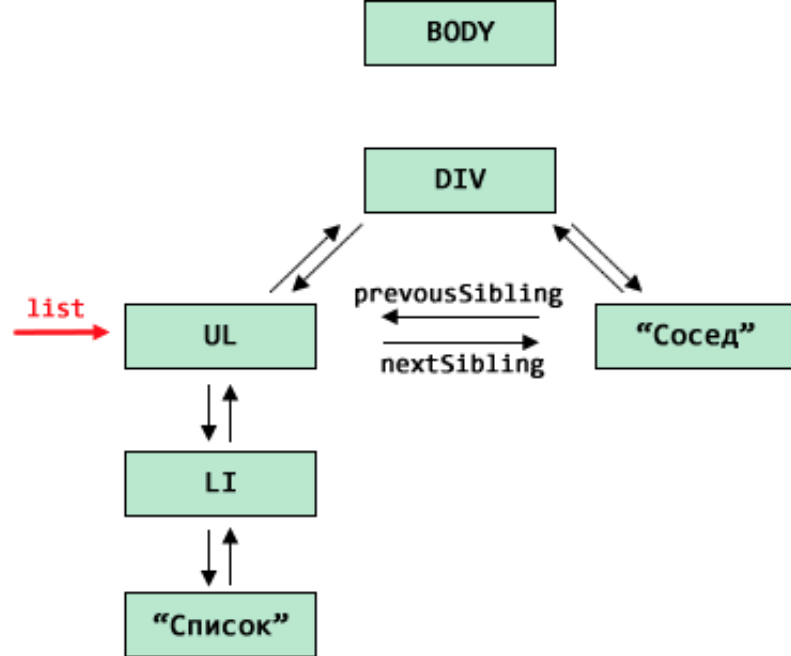 BODY
DIV
prevousSibling
list
UL
“Сосед”
nextSibling
LI
“Список”